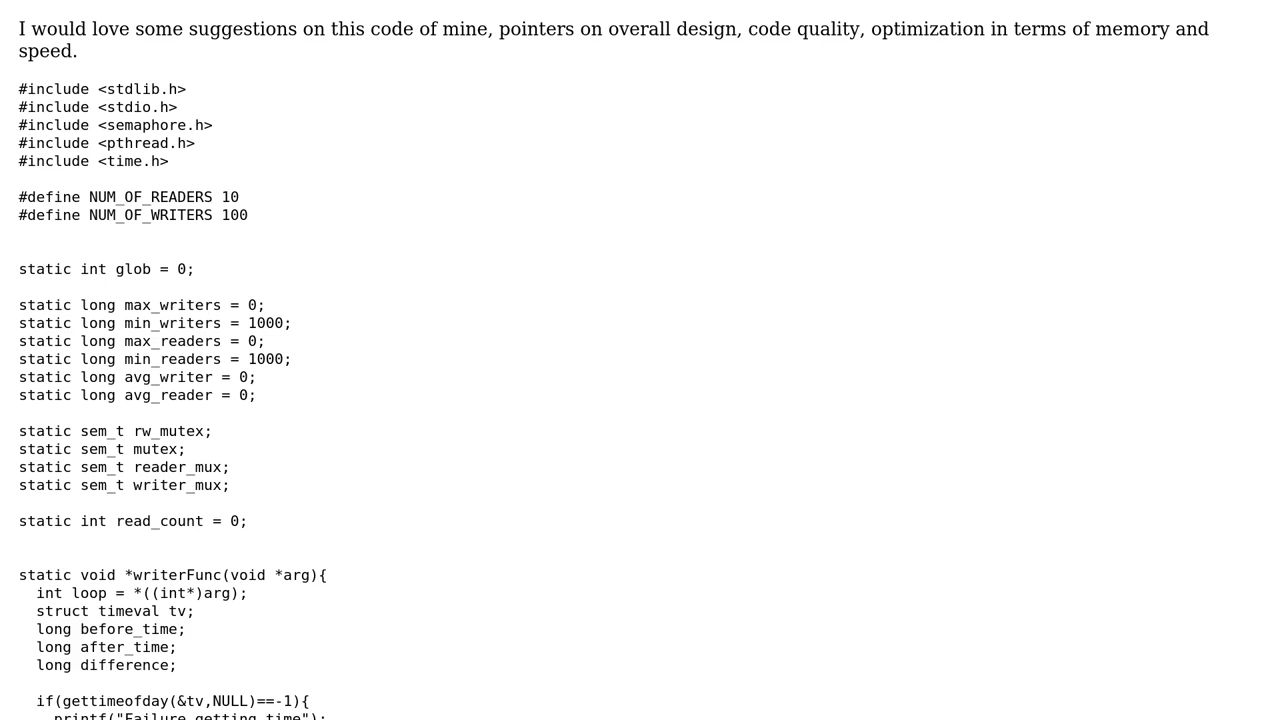 I would love some suggestions on this code of mine, pointers on overall design, code quality, optimization in terms of memory and
speed.
#include <stdlib.h>
#include <stdio.h>
#include <semaphore.h>
#include <pthread.h>
#include <time.h>
#define NUM_OF_READERS 10
#define NUM_OF_WRITERS 100
static int glob = 0;
static long max_writers = 0;
static long min_writers = 1000;
static long max_readers = 0;
static long min_readers = 1000;
static long avg_writer = 0;
static long avg_reader = 0;
static sem_t rw_mutex;
static sem_t mutex;
static sem_t reader_mux;
static sem_t writer_mux;
static int read_count = 0;
static void *writerFunc(void *arg){
  int loop = *((int*)arg);
  struct timeval tv;
  long before_time;
  long after_time;
  long difference;
  if(gettimeofday(&tv,NULL)==-1){
    printf("Failure getting time");